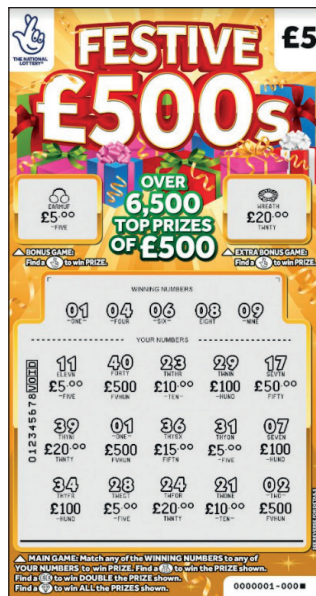 THE NATIONAL
LOTTERY®
£5
FESTIVE
£500s
OVER
6,500
TOP PRIZES
OF £500
EARMUF
£5.00
-FIVE
WREATH
£20.00
TWNTY
BONUS GAME:
Find a to win PRIZE.
EXTRA BONUS GAME:
Find a to win PRIZE.
WINNING NUMBERS
01 04 06 08 09
-ONE- -FOUR -SIX- EIGHT -NINE
YOUR NUMBERS
11 40 23 29 17
ELEVN FORTY TWTHR TWNIN SEVTN
£5.00 £500 £10.00 £100 £50.00
-FIVE FVHUN -TEN- -HUND FIFTY
39 01 36 31 07
THYNI -ONE- THYSX THYON SEVEN
£20.00 £500 £15.00 £5.00 £100
TWNTY FVHUN FIFTN -FIVE -HUND
34 28 24 21 02
THYFR TWEGT TWFOR TWONE -TWO-
£100 £5.00 £20.00 £10.00 £500
-HUND -FIVE TWNTY -TEN- FVHUN
012345678 VOID
MAIN GAME: Match any of the WINNING NUMBERS to any of
YOUR NUMBERS to win PRIZE. Find a to win the PRIZE shown.
Find a to win DOUBLE the PRIZE shown.
Find a to win ALL the PRIZES shown.
0000001-000